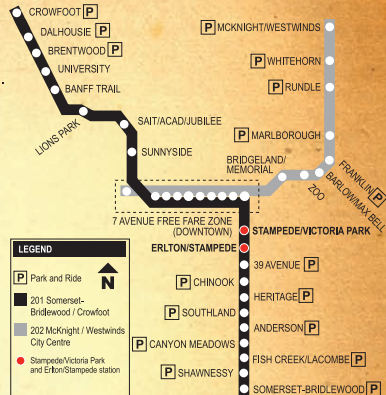 CROWFOOT P
DALHOUSIE P
BRENTWOOD P
UNIVERSITY
BANFF TRAIL
LIONS PARK
SAIT/ACAD/JUBILEE
SUNNYSIDE
P MCKNIGHT/WESTWINDS
P WHITEHORN
P RUNDLE
P MARLBOROUGH
FRANKLIN P
BARLOW/MAX BELL
ZOO
BRIDGELAND/
MEMORIAL
7 AVENUE FREE FARE ZONE
(DOWNTOWN)
STAMPEDE/VICTORIA PARK
ERLTON/STAMPEDE
39 AVENUE P
P CHINOOK
HERITAGE P
P SOUTHLAND
ANDERSON P
P CANYON MEADOWS
FISH CREEK/LACOMBE P
P SHAWNESSY
SOMERSET-BRIDLEWOOD P
LEGEND
P Park and Ride
N
201 Somerset-
Bridlewood / Crowfoot
202 McKnight / Westwinds
City Centre
Stampede/Victoria Park
and Erlton/Stampede station